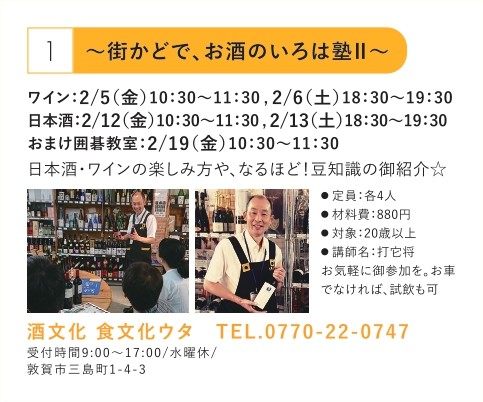 1
～街かどで、お酒のいろは塾II～
ワイン：2/5（金）10：30～11：30 , 2/6（土）18：30～19：30
日本酒：2/12（金）10：30～11：30 , 2/13（土）18：30～19：30
おまけ囲碁教室：2/19（金）10：30～11：30
日本酒・ワインの楽しみ方や、なるほど！豆知識の御紹介☆
● 定員：各4人
● 材料費：880円
● 対象：20歳以上
● 講師名：打它将
お気軽に御参加を。お車
でなければ、試飲も可
酒文化 食文化ウタ TEL.0770-22-0747
受付時間9:00～17:00/水曜休/
敦賀市三島町1-4-3